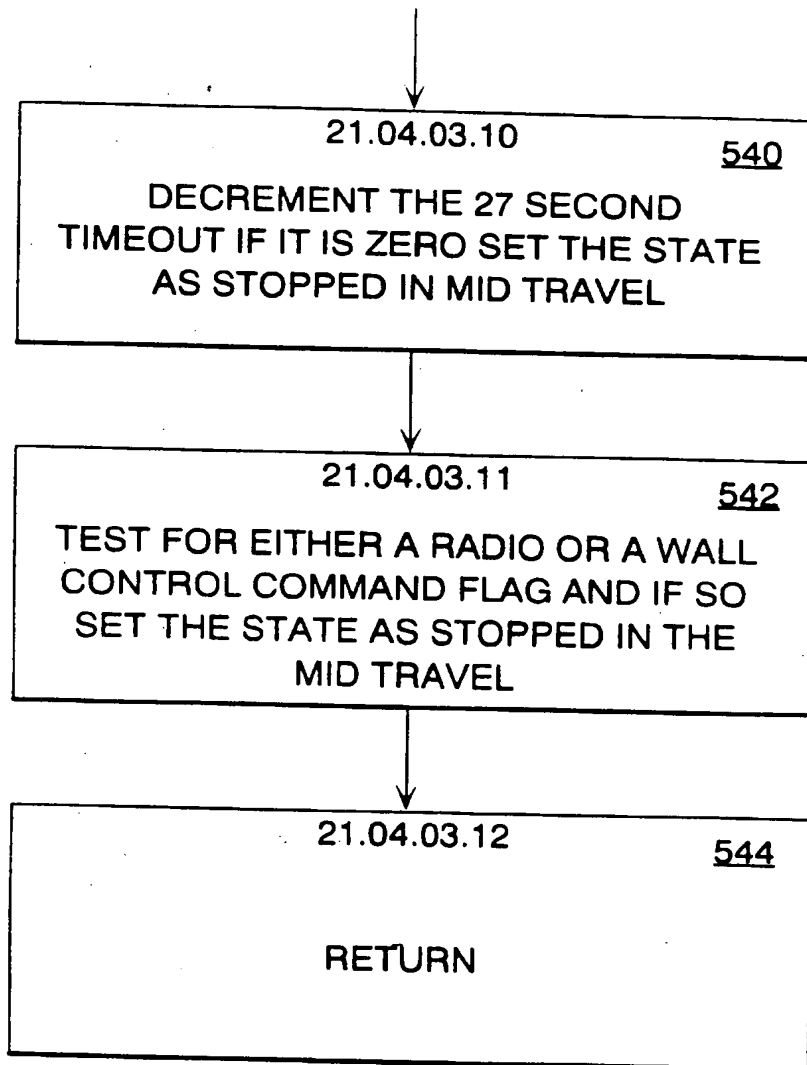 21.04.03.10
540
DECREMENT THE 27 SECOND
TIMEOUT IF IT IS ZERO SET THE STATE
AS STOPPED IN MID TRAVEL
21.04.03.11
542
TEST FOR EITHER A RADIO OR A WALL
CONTROL COMMAND FLAG AND IF SO
SET THE STATE AS STOPPED IN THE
MID TRAVEL
21.04.03.12
544
RETURN